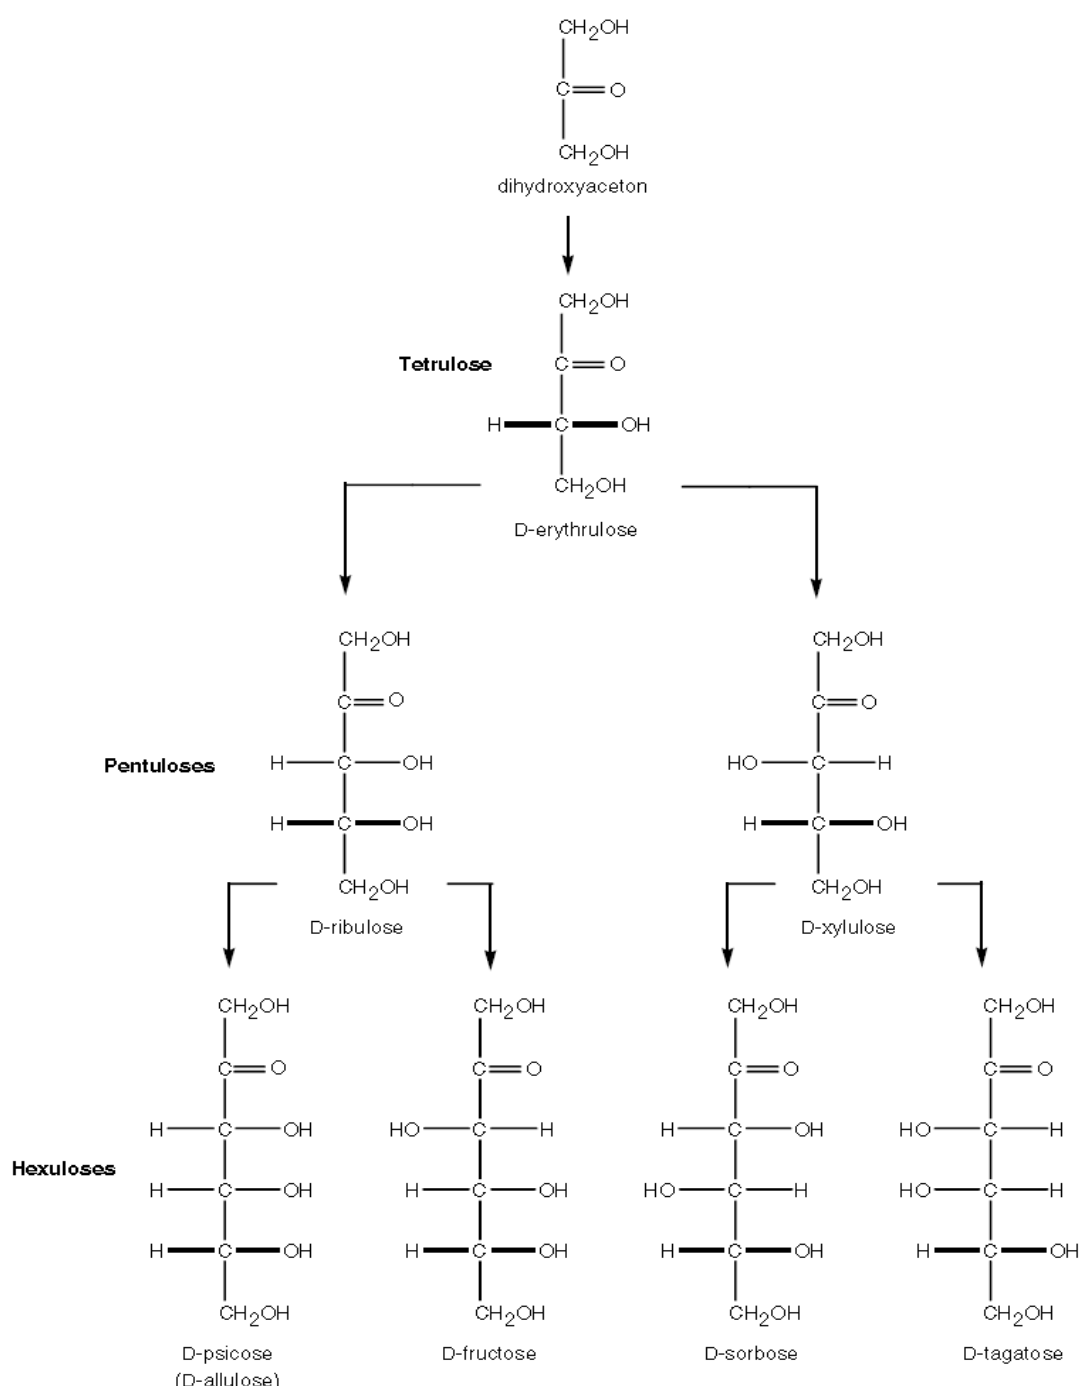 CH2OH
C=O
CH2OH
dihydroxyaceton
CH2OH
Tetrulose C=O
H C OH
CH2OH
D-erythrulose
CH2OH CH2OH
C=O C=O
Pentuloses H C OH HO C H
H C OH H C OH
CH2OH CH2OH
D-ribulose D-xylulose
CH2OH CH2OH CH2OH CH2OH
C=O C=O C=O C=O
H C OH HO C H H C OH HO C H
Hexuloses H C OH H C OH HO C H HO C H
H C OH H C OH H C OH H C OH
CH2OH CH2OH CH2OH CH2OH
D-psicose D-fructose D-sorbose D-tagatose
(D-allulose)